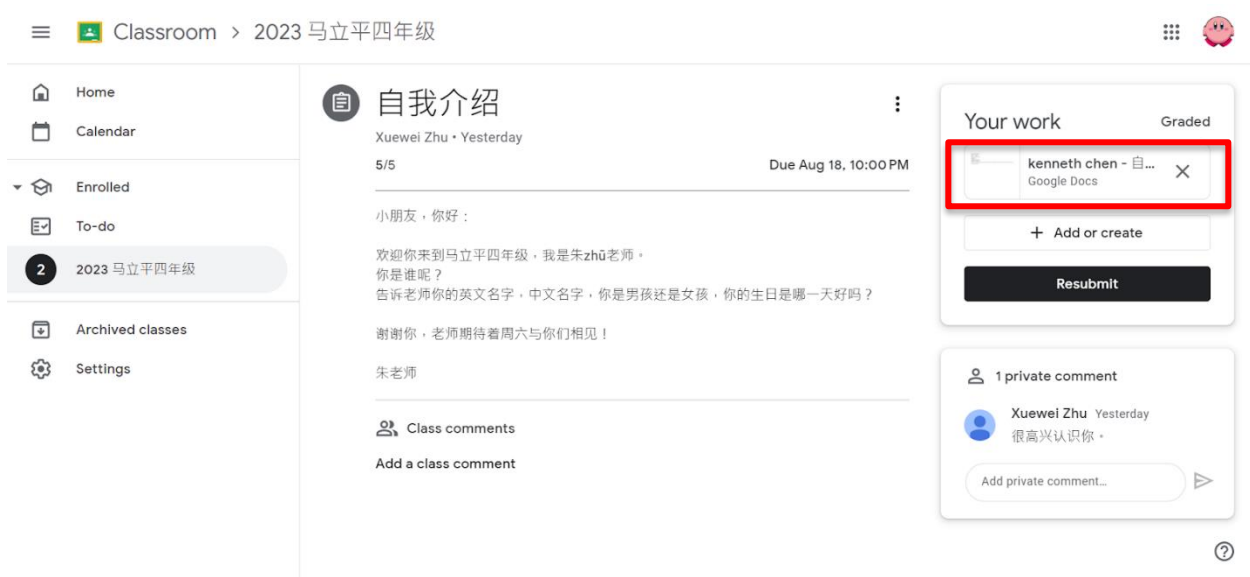 Classroom > 2023 马立平四年级
Home
Calendar
Enrolled
To-do
2 2023 马立平四年级
Archived classes
Settings
自我介绍
Xuewei Zhu • Yesterday
5/5 Due Aug 18, 10:00 PM
小朋友，你好：
欢迎你来到马立平四年级，我是朱zhū老师。
你是谁呢？
告诉老师你的英文名字，中文名字，你是男孩还是女孩，你的生日是哪一天好吗？
谢谢你，老师期待着周六与你们相见！
朱老师
Class comments
Add a class comment
Your work Graded
kenneth chen - 自...
Google Docs
+ Add or create
Resubmit
1 private comment
Xuewei Zhu Yesterday
很高兴认识你。
Add private comment...